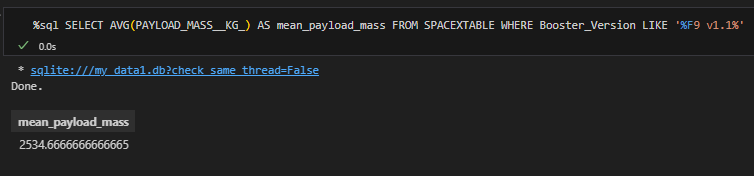 %sql SELECT AVG(PAYLOAD_MASS__KG_) AS mean_payload_mass FROM SPACEXTABLE WHERE Booster_Version LIKE '%F9 v1.1%'
0.0s
* sqlite:///my_data1.db?check_same_thread=False
Done.
mean_payload_mass
2534.6666666666665